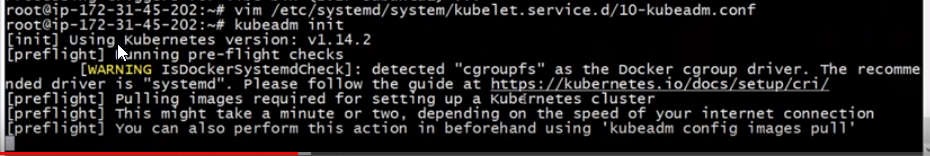 root@ip-172-31-45-202:~# vim /etc/systemd/system/kubelet.service.d/10-kubeadm.conf
root@ip-172-31-45-202:~# kubeadm init
[init] Using Kubernetes version: v1.14.2
[preflight] Running pre-flight checks
[WARNING IsDockerSystemdCheck]: detected "cgroupfs" as the Docker cgroup driver. The recomme
nded driver is "systemd". Please follow the guide at https://kubernetes.io/docs/setup/cri/
[preflight] Pulling images required for setting up a Kubernetes cluster
[preflight] This might take a minute or two, depending on the speed of your internet connection
[preflight] You can also perform this action in beforehand using 'kubeadm config images pull'